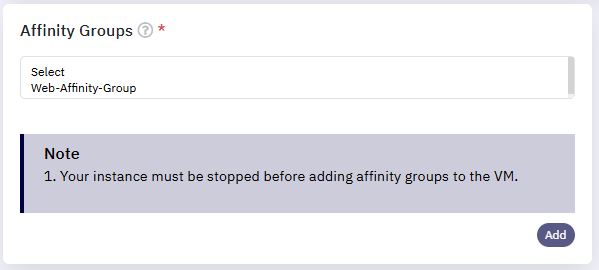 Affinity Groups ? *
Select
Web-Affinity-Group
Note
1. Your instance must be stopped before adding affinity groups to the VM.
Add